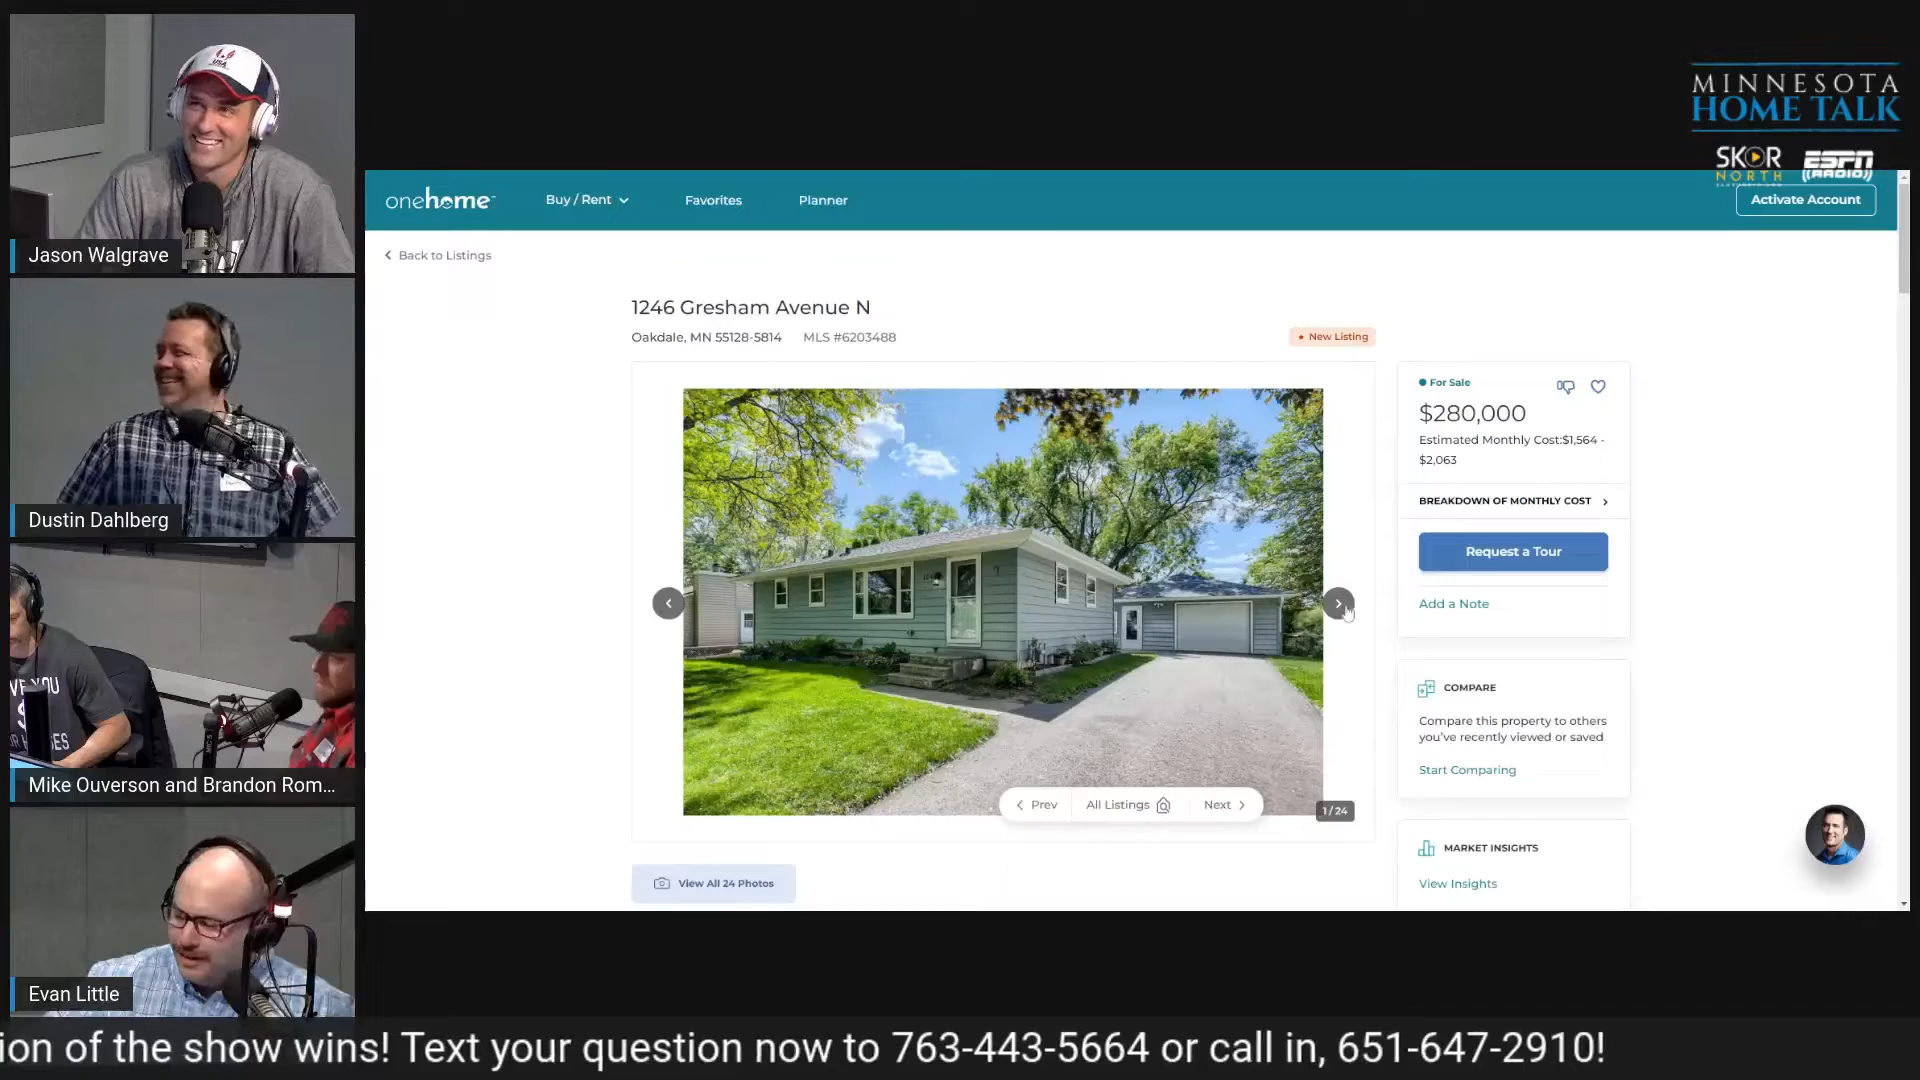 USA
Jason Walgrave
Dustin Dahlberg
Mike Ouverson and Brandon Rom...
Evan Little
MINNESOTA
HOME TALK
SKOR
NORTH
ESPN
RADIO
onehome
Buy / Rent
Favorites
Planner
Activate Account
Back to Listings
1246 Gresham Avenue N
Oakdale, MN 55128-5814 MLS #6203488
New Listing
For Sale
$280,000
Estimated Monthly Cost:$1,564 -
$2,063
BREAKDOWN OF MONTHLY COST
Request a Tour
Add a Note
COMPARE
Compare this property to others
you've recently viewed or saved
Start Comparing
Prev
All Listings
Next
1 / 24
MARKET INSIGHTS
View Insights
View All 24 Photos
ion of the show wins! Text your question now to 763-443-5664 or call in, 651-647-2910!